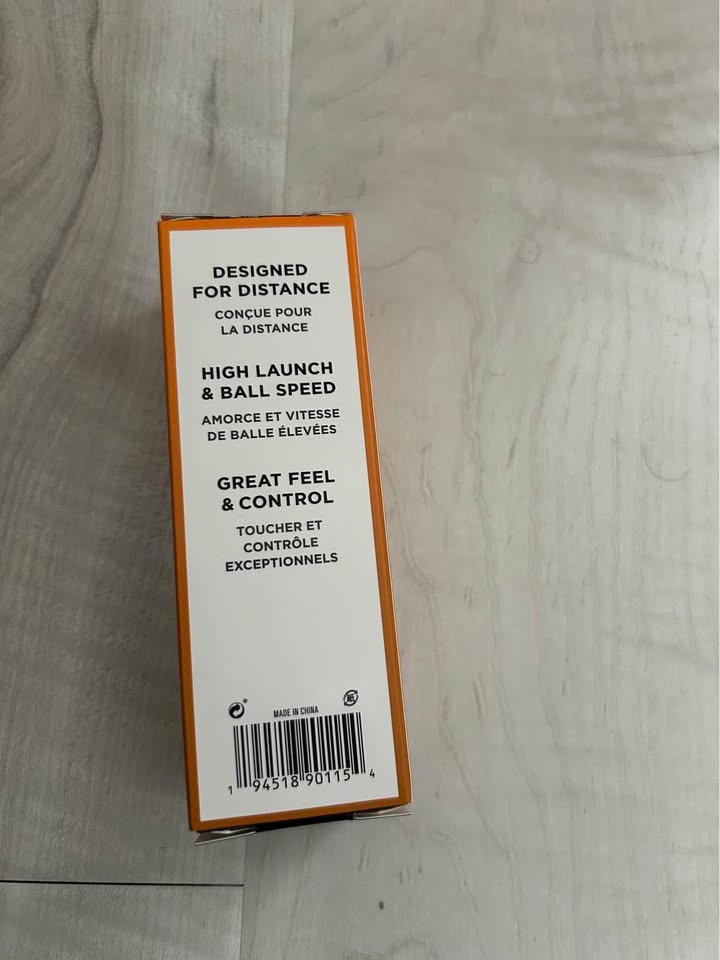 DESIGNED
FOR DISTANCE
CONÇUE POUR
LA DISTANCE
HIGH LAUNCH
& BALL SPEED
AMORCE ET VITESSE
DE BALLE ÉLEVÉES
GREAT FEEL
& CONTROL
TOUCHER ET
CONTRÔLE
EXCEPTIONNELS
MADE IN CHINA
1 94518 90115 4